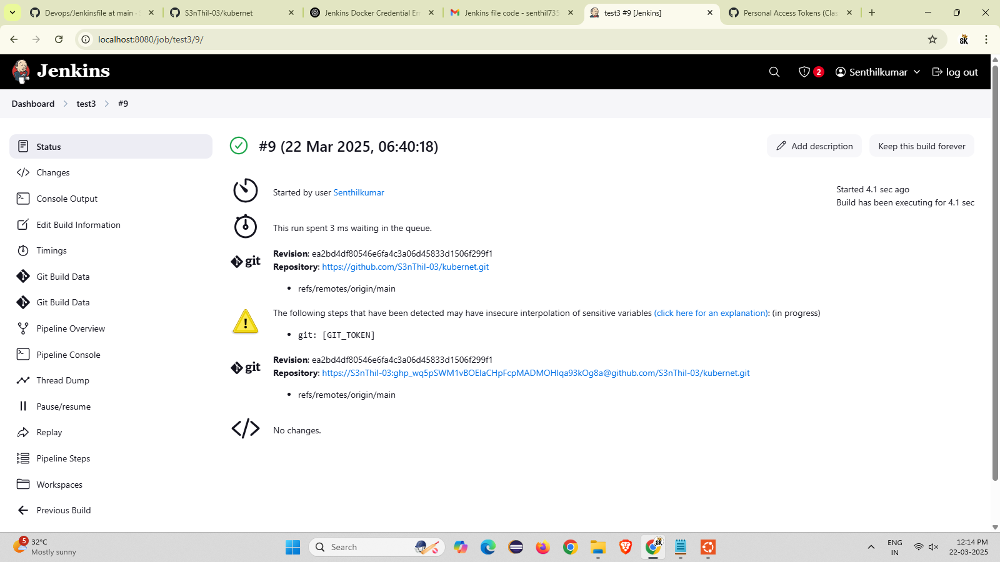 Devops/Jenkinsfile at main · S
S3nThil-03/kubernet
Jenkins Docker Credential Er
Jenkins file code - senthil735
test3 #9 [Jenkins]
Personal Access Tokens (Clas
localhost:8080/job/test3/9/
SK
Jenkins
2
Senthilkumar
log out
Dashboard
test3
#9
Status
Changes
Console Output
Edit Build Information
Timings
Git Build Data
Git Build Data
Pipeline Overview
Pipeline Console
Thread Dump
Pause/resume
Replay
Pipeline Steps
Workspaces
Previous Build
#9 (22 Mar 2025, 06:40:18)
Add description
Keep this build forever
Started by user Senthilkumar
Started 4.1 sec ago
Build has been executing for 4.1 sec
This run spent 3 ms waiting in the queue.
git
Revision: ea2bd4df80546e6fa4c3a06d45833d1506f299f1
Repository: https://github.com/S3nThil-03/kubernet.git
refs/remotes/origin/main
The following steps that have been detected may have insecure interpolation of sensitive variables (click here for an explanation): (in progress)
git: [GIT_TOKEN]
git
Revision: ea2bd4df80546e6fa4c3a06d45833d1506f299f1
Repository: https://S3nThil-03: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@github.com/S3nThil-03/kubernet.git
refs/remotes/origin/main
No changes.
5
32°C
Mostly sunny
Search
SK
ENG
IN
12:14 PM
22-03-2025